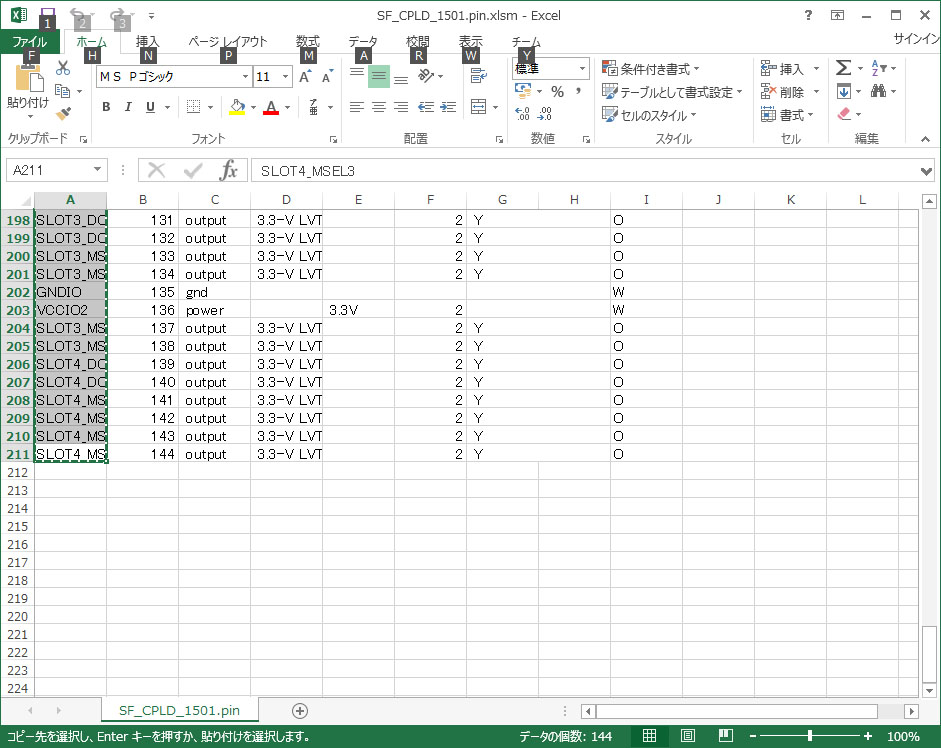 SF_CPLD_1501.pin.xlsm - Excel
?
1 2 3
ファイル ホーム 挿入 ページ レイアウト 数式 データ 校閲 表示 チーム サインイン
F H N P M A R W Y
貼り付け
ＭＳ Ｐゴシック 11
B I U
標準
% ,
条件付き書式
テーブルとして書式設定
セルのスタイル
挿入
削除
書式
クリップボード フォント 配置 数値 スタイル セル 編集
A211 fx SLOT4_MSEL3
A B C D E F G H I J K L
198 SLOT3_DC 131 output 3.3-V LVT 2 Y O
199 SLOT3_DC 132 output 3.3-V LVT 2 Y O
200 SLOT3_MS 133 output 3.3-V LVT 2 Y O
201 SLOT3_MS 134 output 3.3-V LVT 2 Y O
202 GNDIO 135 gnd W
203 VCCIO2 136 power 3.3V 2 W
204 SLOT3_MS 137 output 3.3-V LVT 2 Y O
205 SLOT3_MS 138 output 3.3-V LVT 2 Y O
206 SLOT4_DC 139 output 3.3-V LVT 2 Y O
207 SLOT4_DC 140 output 3.3-V LVT 2 Y O
208 SLOT4_MS 141 output 3.3-V LVT 2 Y O
209 SLOT4_MS 142 output 3.3-V LVT 2 Y O
210 SLOT4_MS 143 output 3.3-V LVT 2 Y O
211 SLOT4_MS 144 output 3.3-V LVT 2 Y O
212
213
214
215
216
217
218
219
220
221
222
223
224
SF_CPLD_1501.pin
コピー先を選択し、Enter キーを押すか、貼り付けを選択します。 データの個数: 144 100%